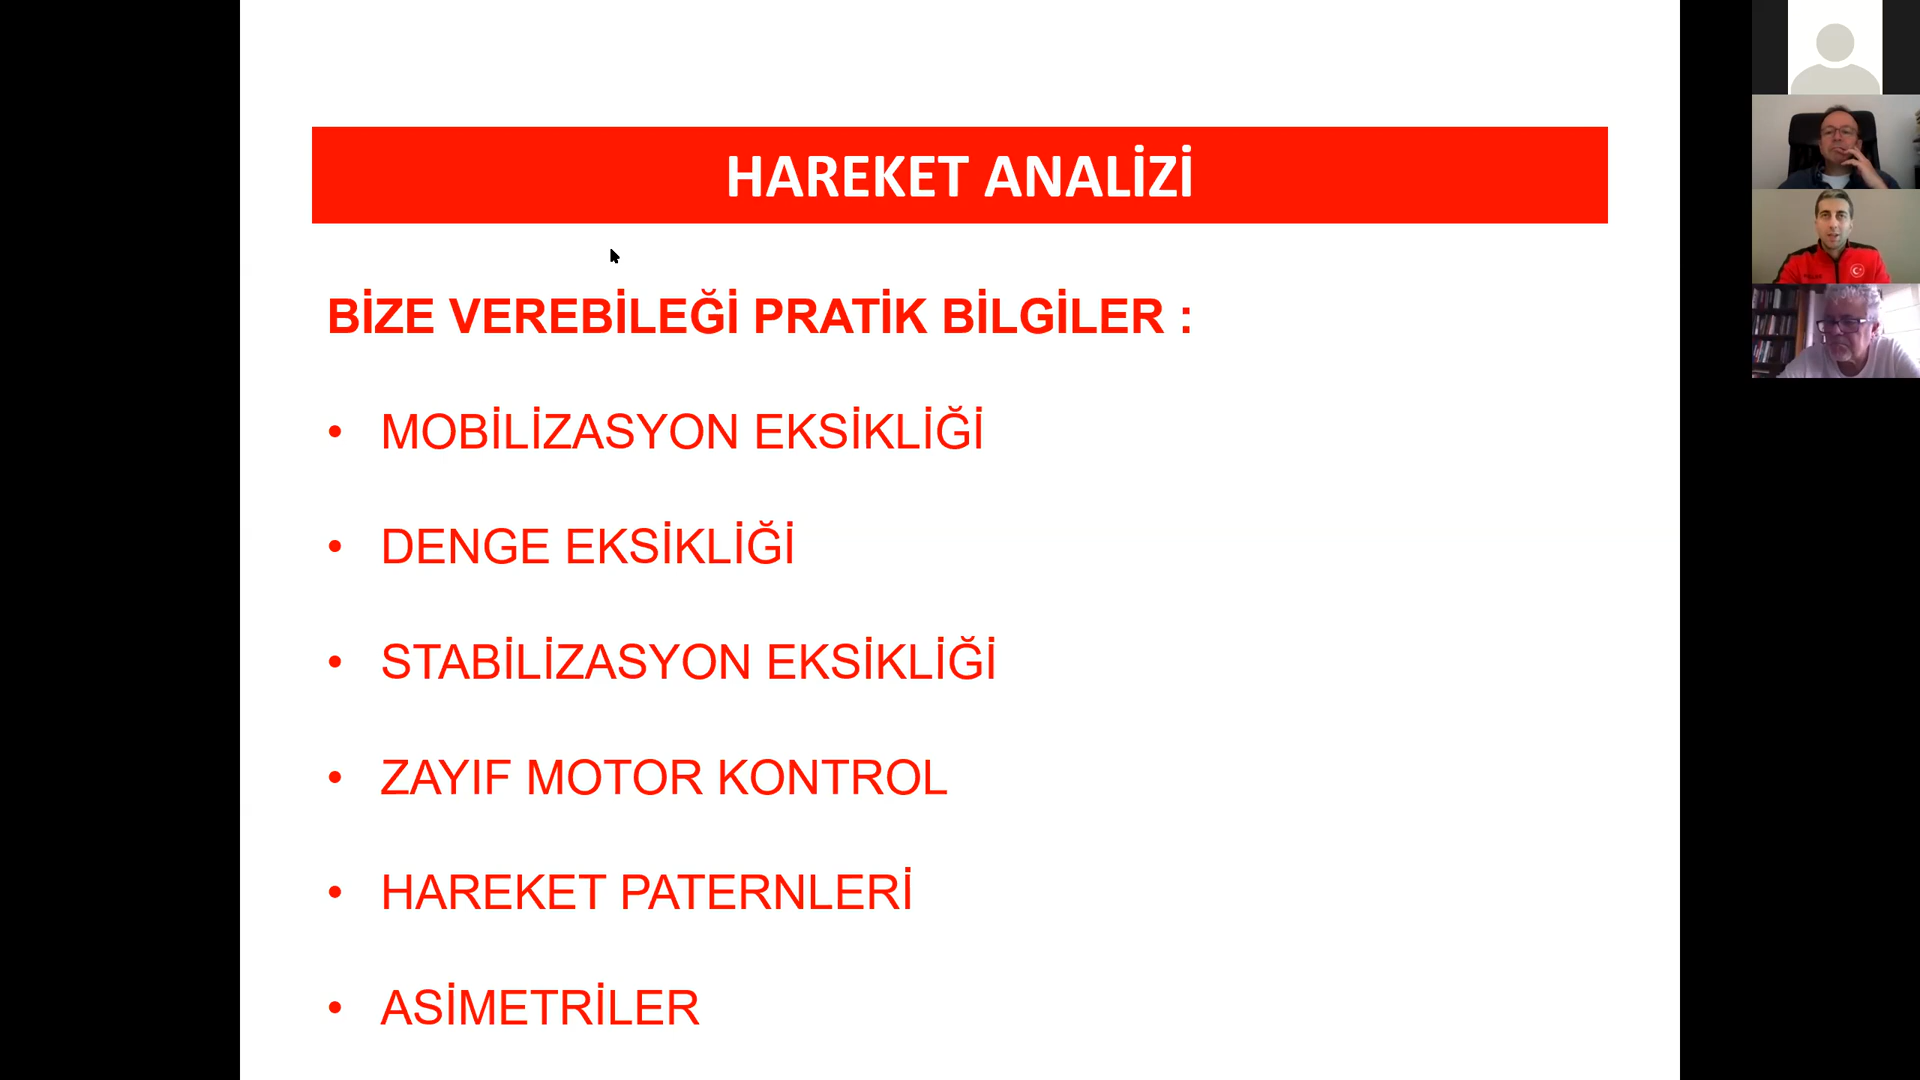 HAREKET ANALİZİ
BİZE VEREBİLEĞİ PRATİK BİLGİLER :
• MOBİLİZASYON EKSİKLİĞİ
• DENGE EKSİKLİĞİ
• STABİLİZASYON EKSİKLİĞİ
• ZAYIF MOTOR KONTROL
• HAREKET PATERNLERİ
• ASİMETRİLER